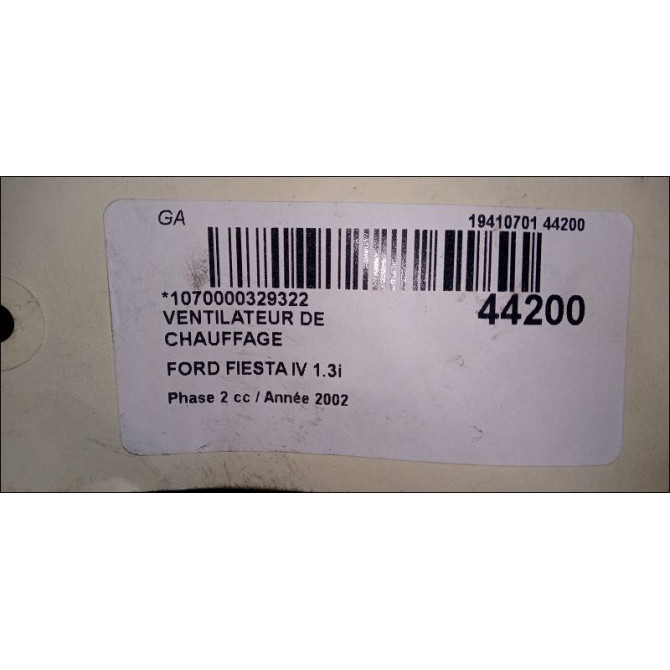 GA
19410701 44200
*1070000329322
44200
VENTILATEUR DE
CHAUFFAGE
FORD FIESTA IV 1.3i
Phase 2 cc / Année 2002